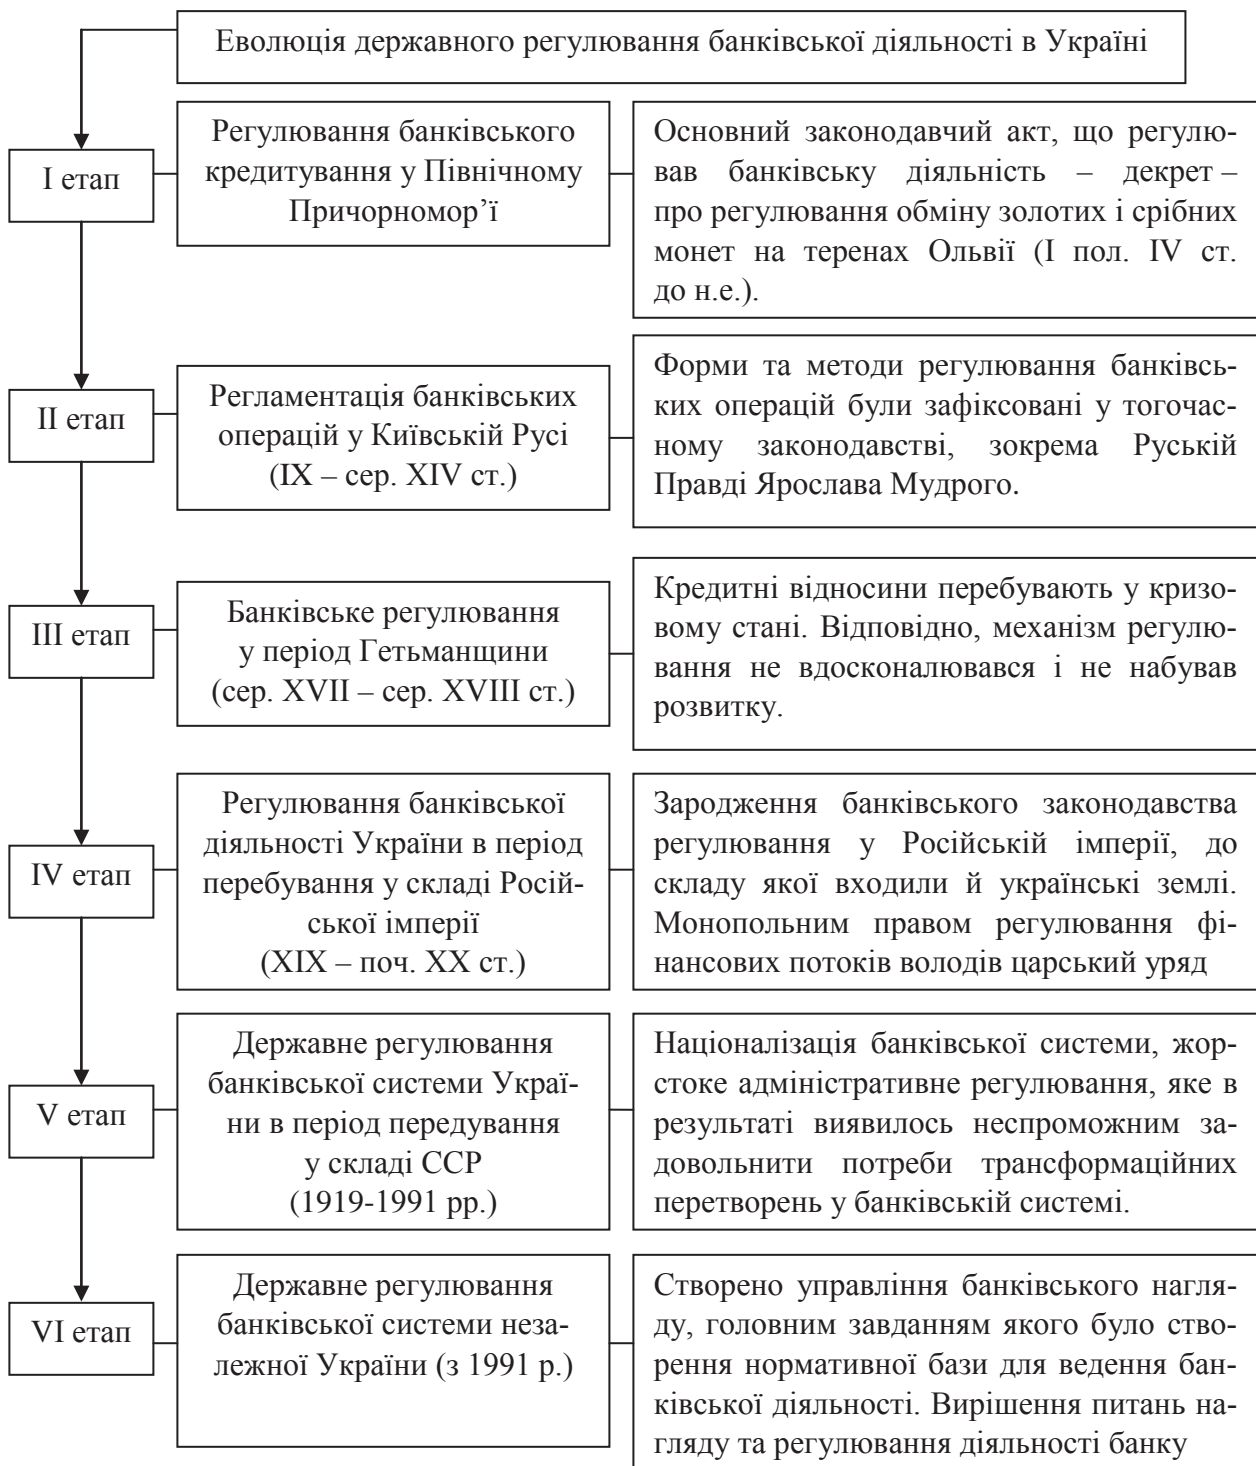 Еволюція державного регулювання банківської діяльності в Україні
I етап
Регулювання банківського
кредитування у Північному
Причорномор’ї
Основний законодавчий акт, що регулю-
вав банківську діяльність – декрет –
про регулювання обміну золотих і срібних
монет на теренах Ольвії (I пол. IV ст.
до н.е.).
II етап
Регламентація банківських
операцій у Київській Русі
(IX – сер. XIV ст.)
Форми та методи регулювання банківсь-
ких операцій були зафіксовані у тогочас-
ному законодавстві, зокрема Руській
Правді Ярослава Мудрого.
III етап
Банківське регулювання
у період Гетьманщини
(сер. XVII – сер. XVIII ст.)
Кредитні відносини перебувають у кризо-
вому стані. Відповідно, механізм регулю-
вання не вдосконалювався і не набував
розвитку.
IV етап
Регулювання банківської
діяльності України в період
перебування у складі Росій-
ської імперії
(XIX – поч. XX ст.)
Зародження банківського законодавства
регулювання у Російській імперії, до
складу якої входили й українські землі.
Монопольним правом регулювання фі-
нансових потоків володів царський уряд
V етап
Державне регулювання
банківської системи Украї-
ни в період передування
у складі ССР
(1919-1991 рр.)
Націоналізація банківської системи, жор-
стоке адміністративне регулювання, яке в
результаті виявилось неспроможним за-
довольнити потреби трансформаційних
перетворень у банківській системі.
VI етап
Державне регулювання
банківської системи неза-
лежної України (з 1991 р.)
Створено управління банківського нагля-
ду, головним завданням якого було ство-
рення нормативної бази для ведення бан-
ківської діяльності. Вирішення питань на-
гляду та регулювання діяльності банку